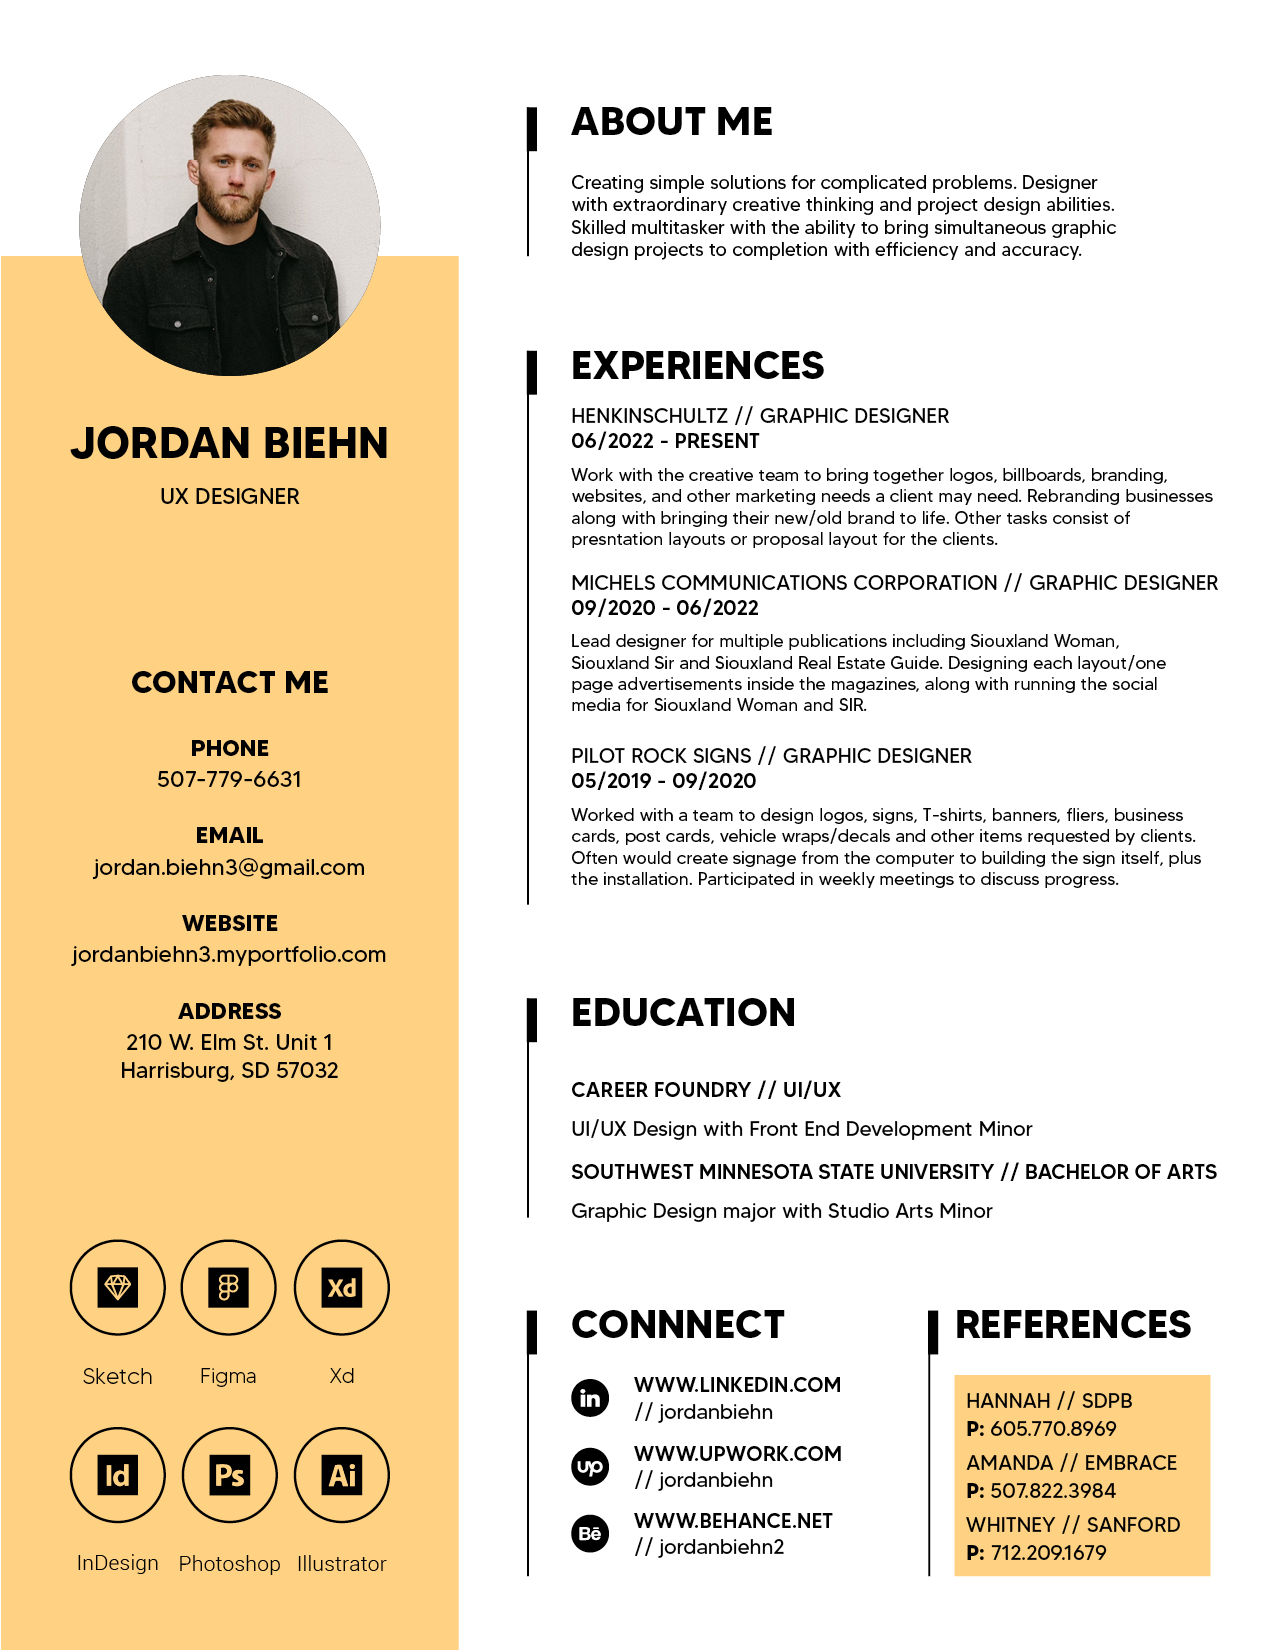 JORDAN BIEHN
UX DESIGNER
CONTACT ME
PHONE
507-779-6631
EMAIL
jordan.biehn3@gmail.com
WEBSITE
jordanbiehn3.myportfolio.com
ADDRESS
210 W. Elm St. Unit 1
Harrisburg, SD 57032
Xd
Sketch Figma Xd
Id Ps Ai
InDesign Photoshop Illustrator
ABOUT ME
Creating simple solutions for complicated problems. Designer
with extraordinary creative thinking and project design abilities.
Skilled multitasker with the ability to bring simultaneous graphic
design projects to completion with efficiency and accuracy.
EXPERIENCES
HENKINSCHULTZ // GRAPHIC DESIGNER
06/2022 - PRESENT
Work with the creative team to bring together logos, billboards, branding,
websites, and other marketing needs a client may need. Rebranding businesses
along with bringing their new/old brand to life. Other tasks consist of
presntation layouts or proposal layout for the clients.
MICHELS COMMUNICATIONS CORPORATION // GRAPHIC DESIGNER
09/2020 - 06/2022
Lead designer for multiple publications including Siouxland Woman,
Siouxland Sir and Siouxland Real Estate Guide. Designing each layout/one
page advertisements inside the magazines, along with running the social
media for Siouxland Woman and SIR.
PILOT ROCK SIGNS // GRAPHIC DESIGNER
05/2019 - 09/2020
Worked with a team to design logos, signs, T-shirts, banners, fliers, business
cards, post cards, vehicle wraps/decals and other items requested by clients.
Often would create signage from the computer to building the sign itself, plus
the installation. Participated in weekly meetings to discuss progress.
EDUCATION
CAREER FOUNDRY // UI/UX
UI/UX Design with Front End Development Minor
SOUTHWEST MINNESOTA STATE UNIVERSITY // BACHELOR OF ARTS
Graphic Design major with Studio Arts Minor
CONNNECT
in WWW.LINKEDIN.COM
// jordanbiehn
up WWW.UPWORK.COM
// jordanbiehn
Bē WWW.BEHANCE.NET
// jordanbiehn2
REFERENCES
HANNAH // SDPB
P: 605.770.8969
AMANDA // EMBRACE
P: 507.822.3984
WHITNEY // SANFORD
P: 712.209.1679